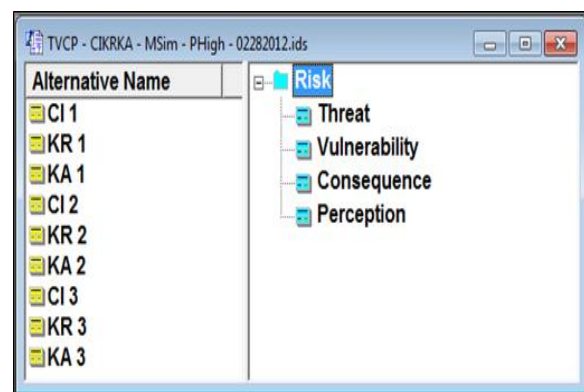 TVCP - CIKRKA - MSim - PHigh - 02282012.ids
Alternative Name
CI 1
KR 1
KA 1
CI 2
KR 2
KA 2
CI 3
KR 3
KA 3
Risk
Threat
Vulnerability
Consequence
Perception